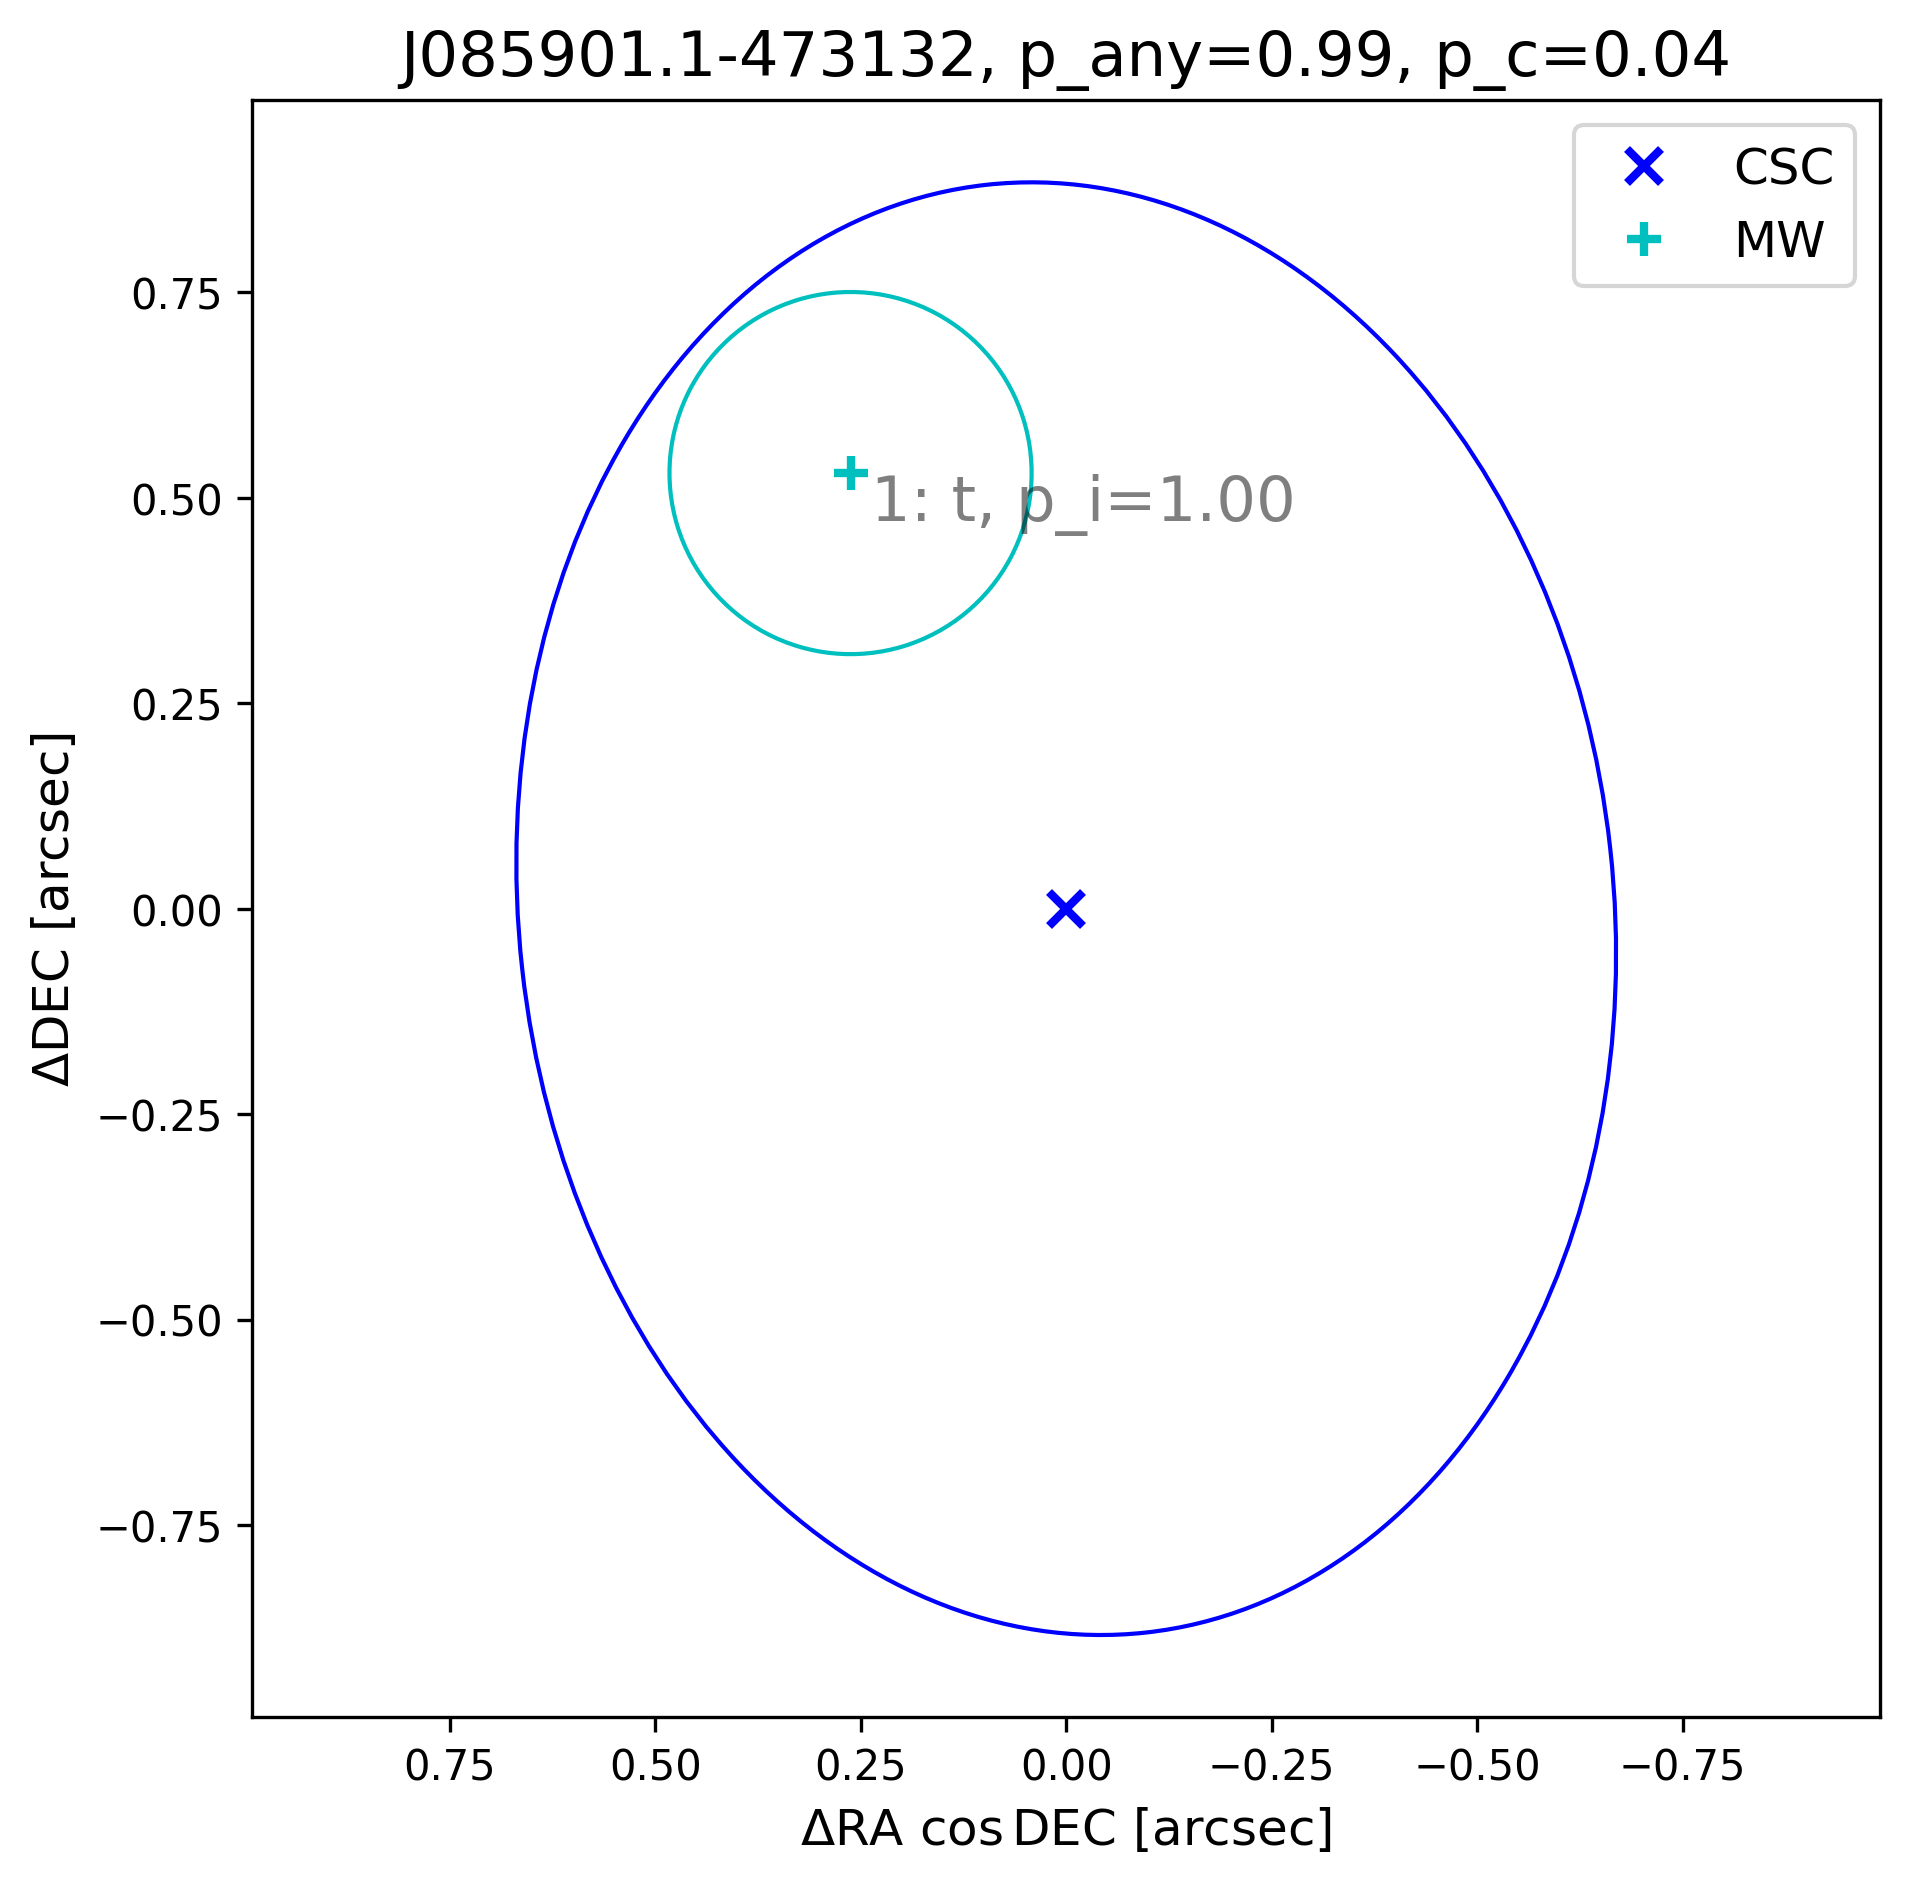 J085901.1-473132, p_any=0.99, p_c=0.04
CSC
MW
1: t, p_i=1.00
ΔDEC [arcsec]
0.75
0.50
0.25
0.00
−0.25
−0.50
−0.75
0.75 0.50 0.25 0.00 −0.25 −0.50 −0.75
ΔRA cos DEC [arcsec]